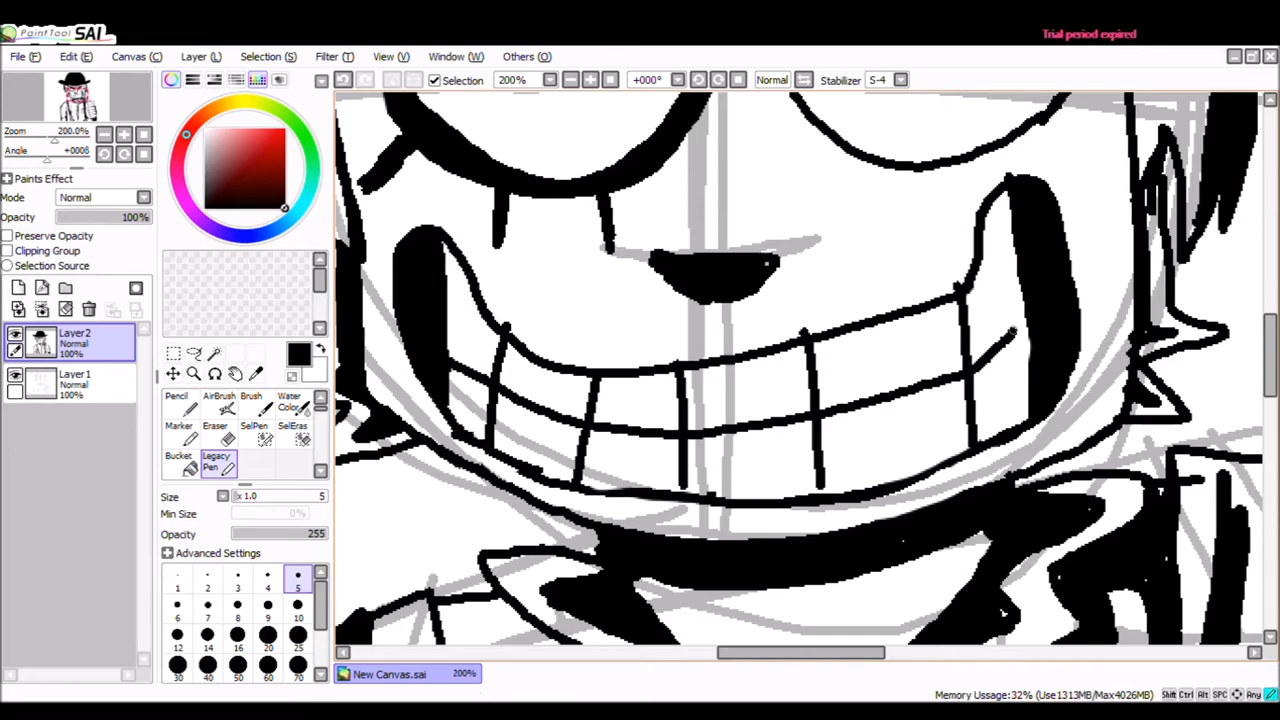 PaintTool SAI
Trial period expired
File (F) Edit (E) Canvas (C) Layer (L) Selection (S) Filter (T) View (V) Window (W) Others (O)
Selection 200% +000° Normal Stabilizer S-4
Zoom 200.0%
Angle +000θ
Paints Effect
Mode Normal
Opacity 100%
Preserve Opacity
Clipping Group
Selection Source
Layer2
Normal
100%
Layer1
Normal
100%
Pencil AirBrush Brush Water Color
Marker Eraser SelPen SelEras
Bucket Legacy Pen
Size x 1.0 5
Min Size 0%
Opacity 255
Advanced Settings
1 2 3 4 5
6 7 8 9 10
12 14 16 20 25
30 40 50 60 70
New Canvas.sai 200%
Memory Ussage:32% (Use1313MB/Max4026MB) Shift Ctrl Alt SPC Any